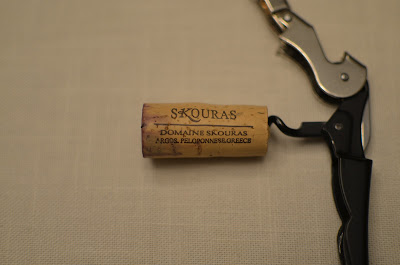 SKOURAS
DOMAINE SKOURAS
ARGOS, PELOPONNESE, GREECE